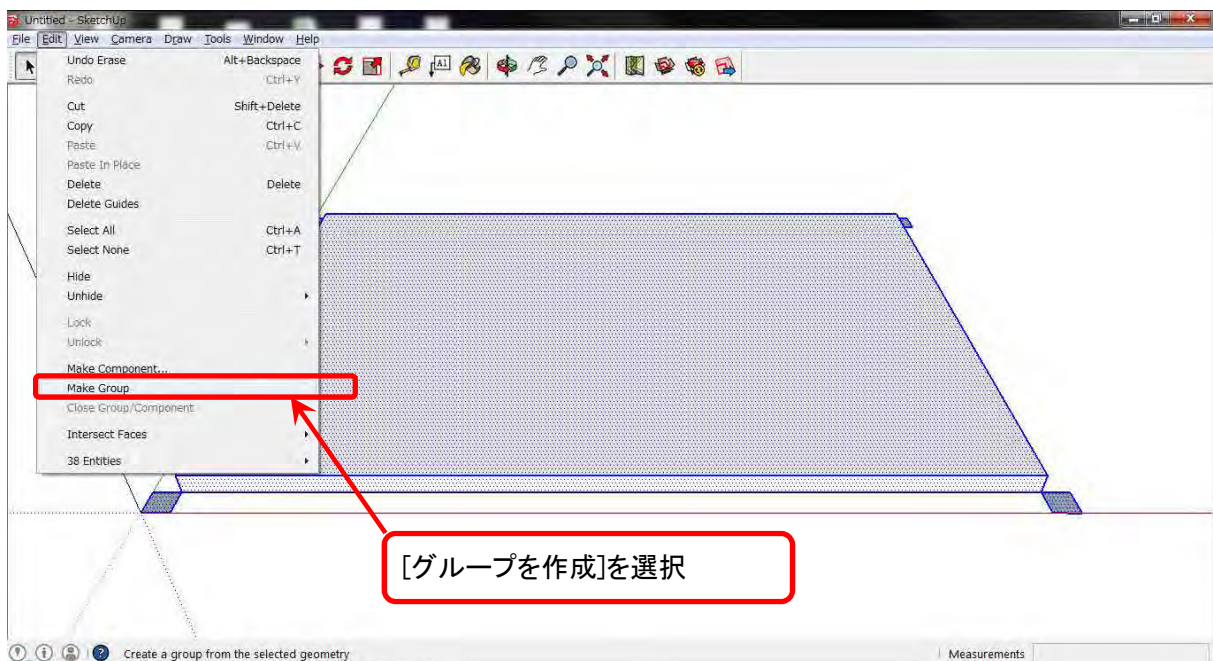 Untitled - SketchUp
File Edit View Camera Draw Tools Window Help
Undo Erase Alt+Backspace
Redo Ctrl+Y
Cut Shift+Delete
Copy Ctrl+C
Paste Ctrl+V
Paste In Place
Delete Delete
Delete Guides
Select All Ctrl+A
Select None Ctrl+T
Hide
Unhide
Lock
Unlock
Make Component...
Make Group
Close Group/Component
Intersect Faces
38 Entities
[グループを作成]を選択
Create a group from the selected geometry
Measurements